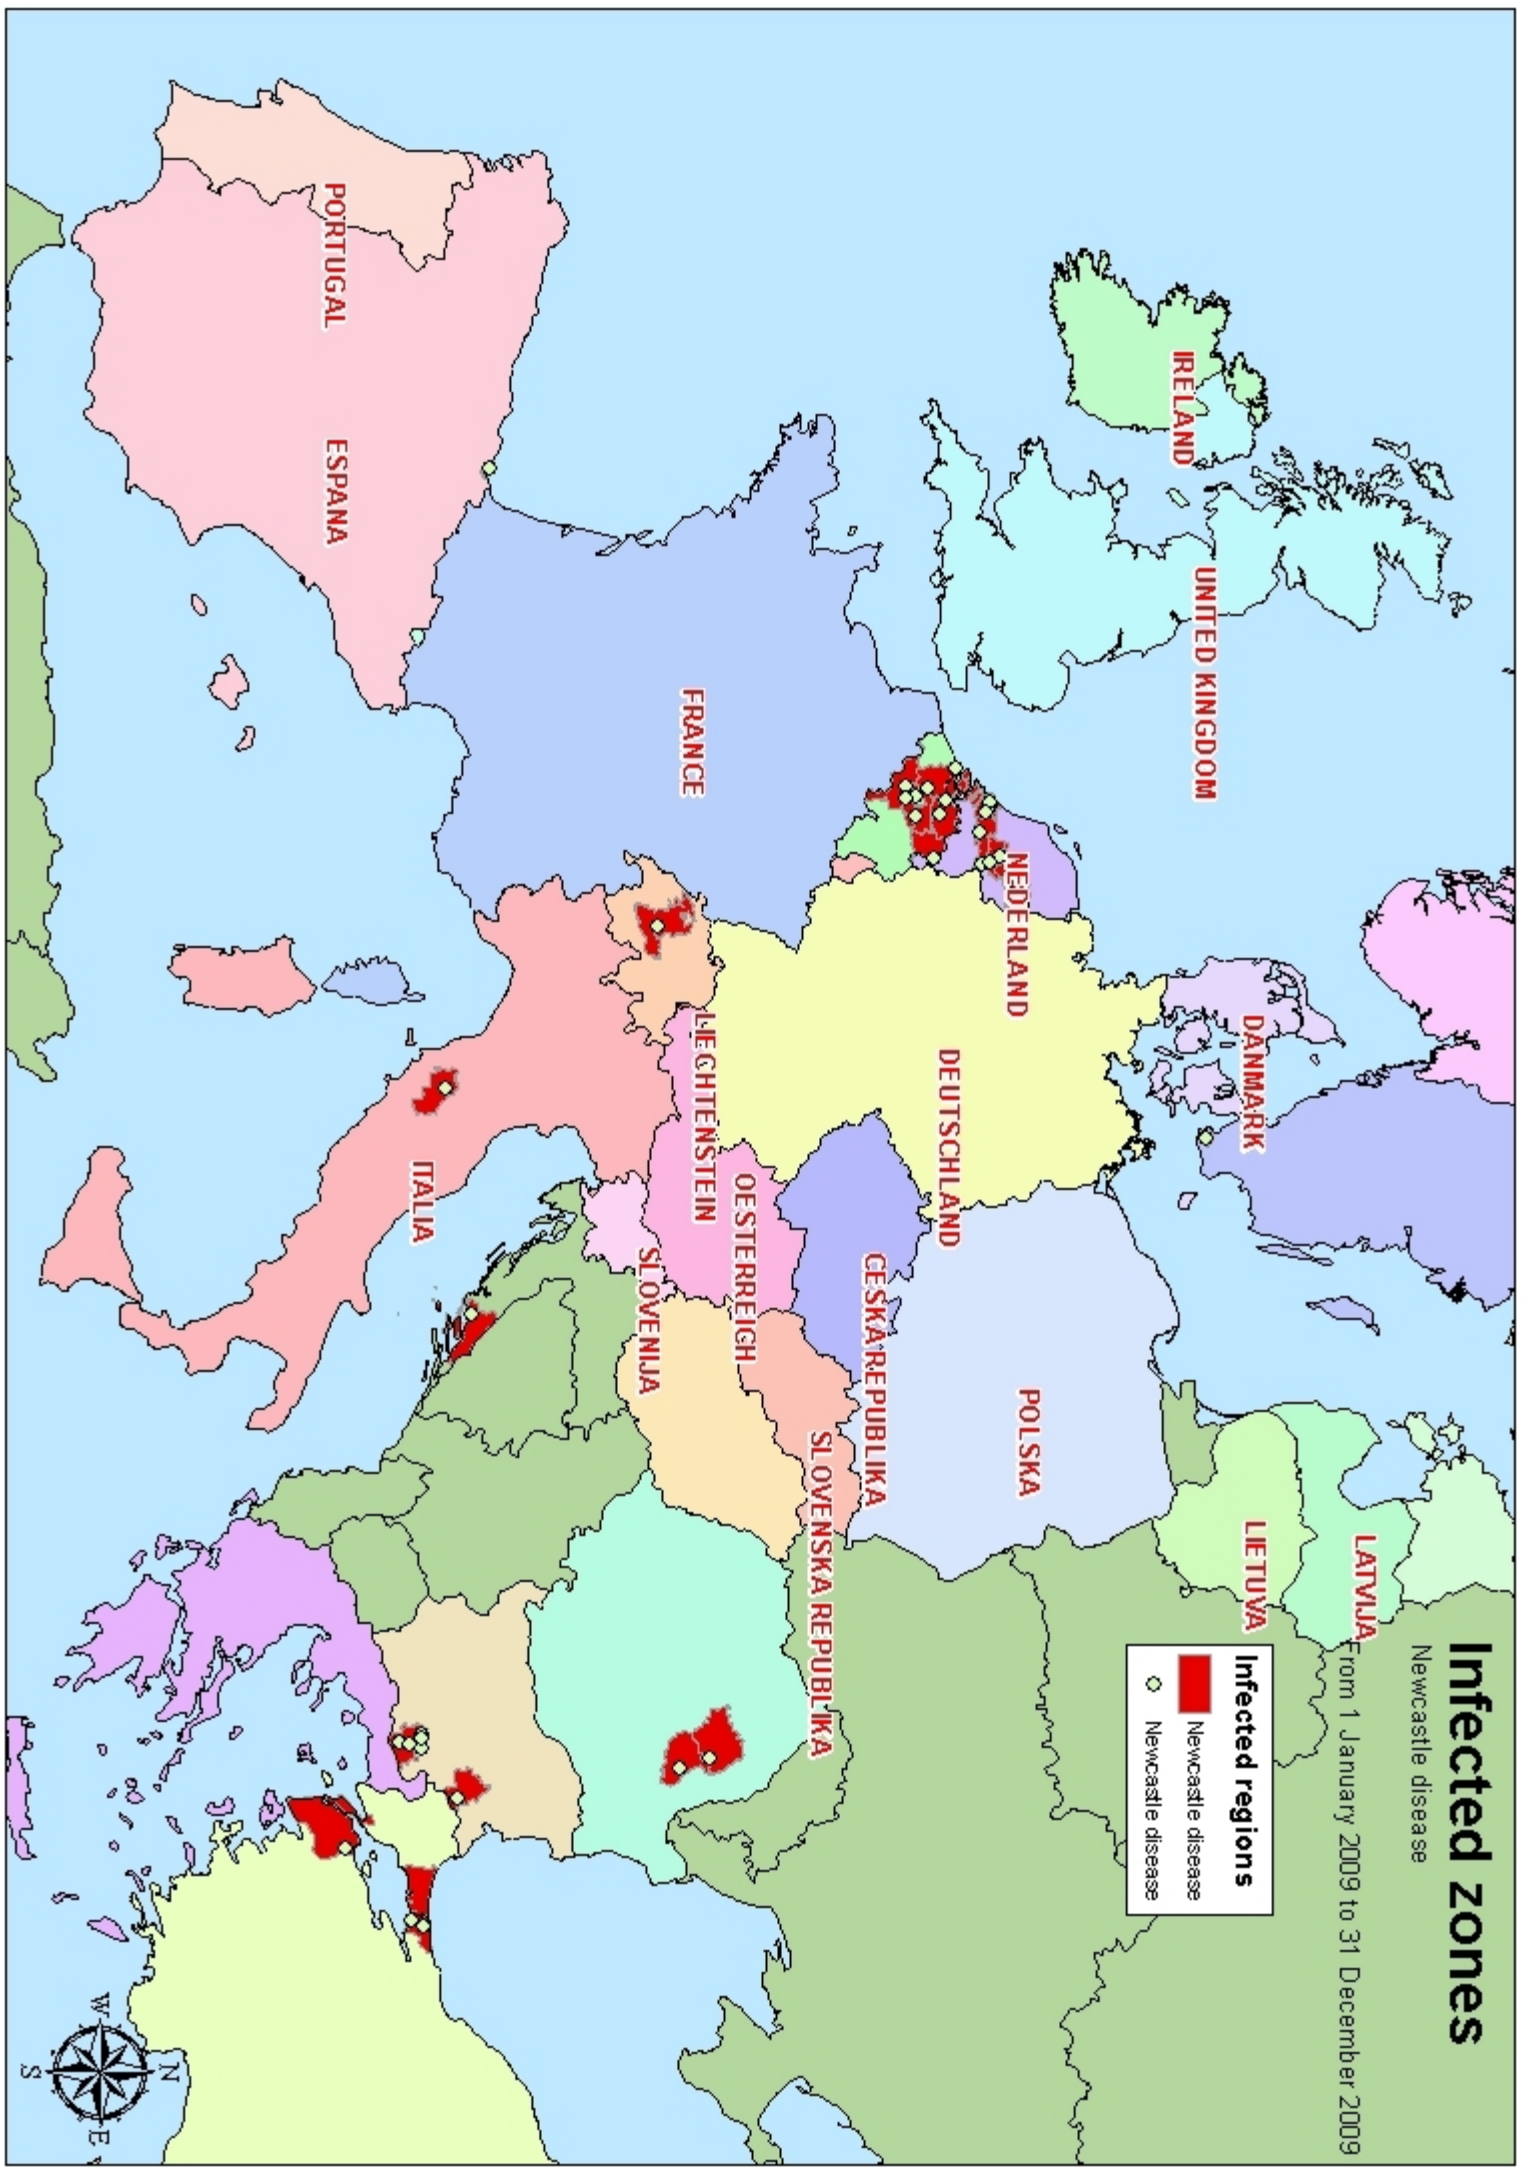 Infected zones
Newcastle disease
From 1 January 2009 to 31 December 2009
Infected regions
Newcastle disease
Newcastle disease
IRELAND
UNITED KINGDOM
DANMARK
LATVIJA
LIETUVA
NEDERLAND
DEUTSCHLAND
POLSKA
CESKA REPUBLIKA
SLOVENSKA REPUBLIKA
FRANCE
LIECHTENSTEIN
OESTERREICH
SLOVENIJA
ITALIA
PORTUGAL
ESPANA
N
W
E
S